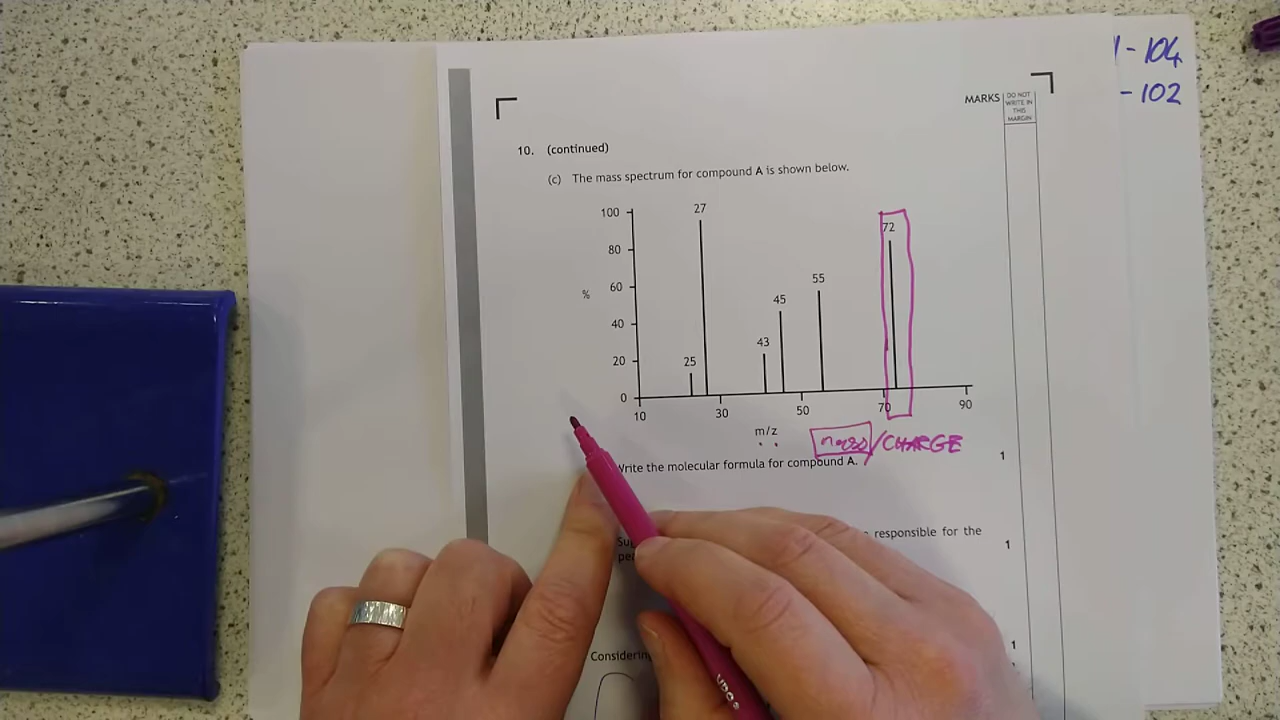 1 - 104
- 102
MARKS
DO NOT
WRITE IN
THIS
MARGIN
10. (continued)
(c) The mass spectrum for compound A is shown below.
100
80
60
40
20
0
%
27
72
55
45
43
25
10
30
50
70
90
m/z
mass/CHARGE
Write the molecular formula for compound A.
1
responsible for the
1
1
Considering